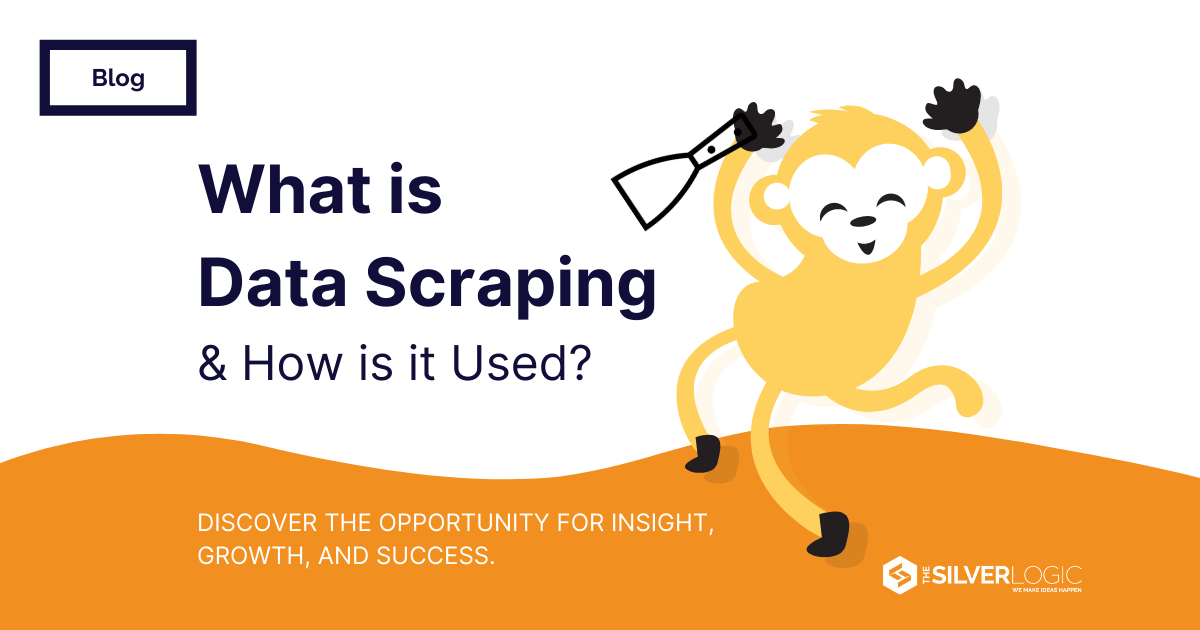 Blog
What is
Data Scraping
& How is it Used?
DISCOVER THE OPPORTUNITY FOR INSIGHT,
GROWTH, AND SUCCESS.
THE SILVERLOGIC
WE MAKE IDEAS HAPPEN